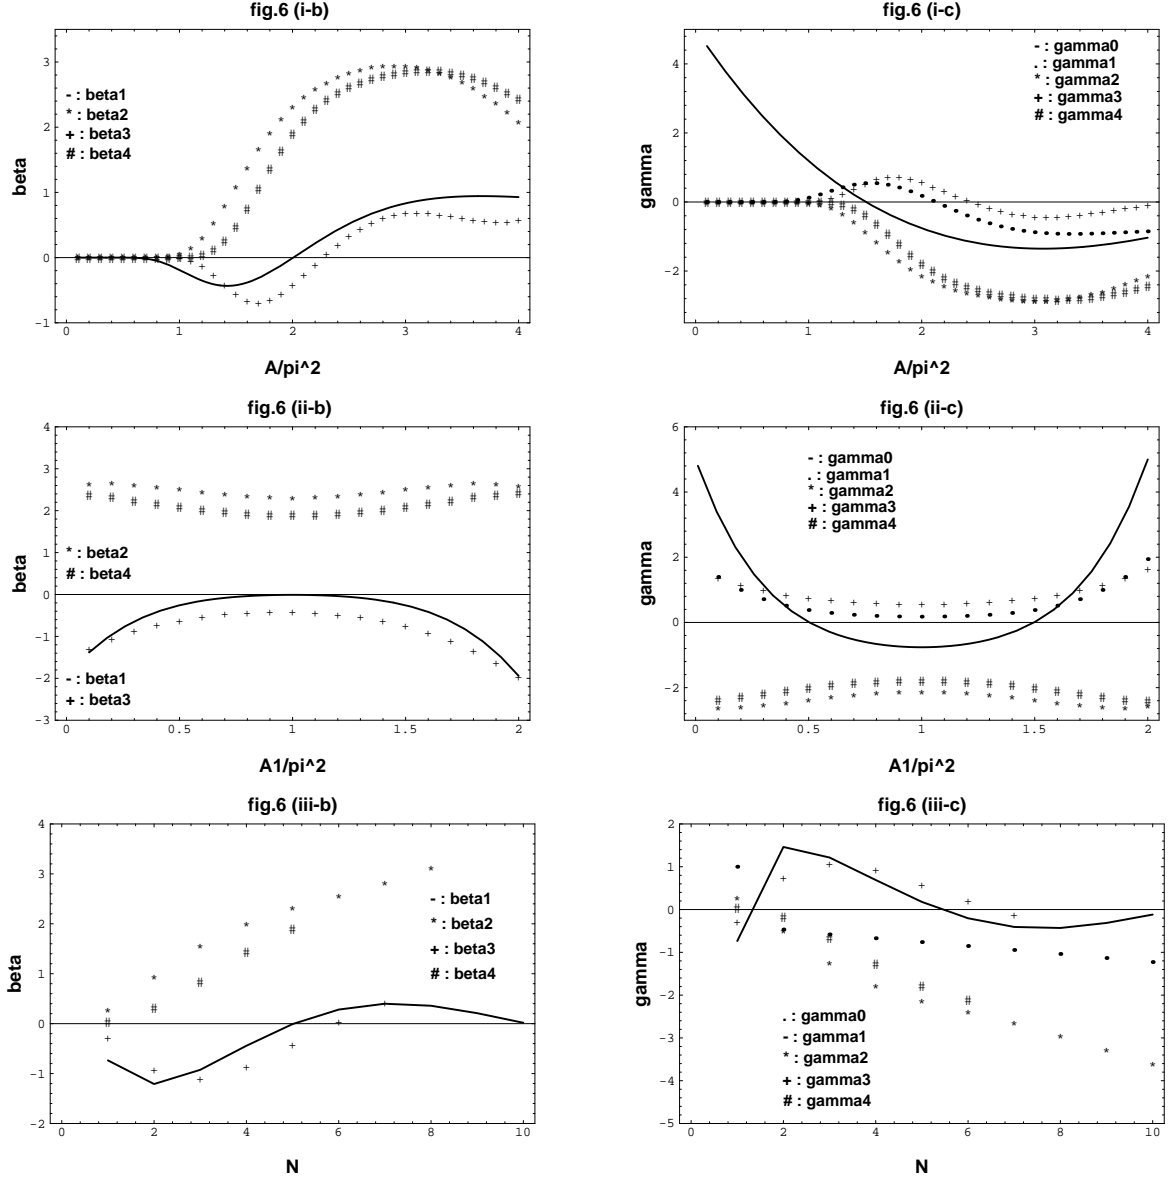 fig.6 (i-b)
3
2
1
0
-1
0
1
2
3
4
beta
- : beta1
* : beta2
+ : beta3
# : beta4
A/pi^2
fig.6 (i-c)
4
2
0
-2
0
1
2
3
4
gamma
- : gamma0
. : gamma1
* : gamma2
+ : gamma3
# : gamma4
A/pi^2
fig.6 (ii-b)
4
3
2
1
0
-1
-2
-3
0
0.5
1
1.5
2
beta
* : beta2
# : beta4
- : beta1
+ : beta3
A1/pi^2
fig.6 (ii-c)
6
4
2
0
-2
0
0.5
1
1.5
2
gamma
- : gamma0
. : gamma1
* : gamma2
+ : gamma3
# : gamma4
A1/pi^2
fig.6 (iii-b)
4
3
2
1
0
-1
-2
0
2
4
6
8
10
beta
- : beta1
* : beta2
+ : beta3
# : beta4
N
fig.6 (iii-c)
2
1
0
-1
-2
-3
-4
-5
0
2
4
6
8
10
gamma
. : gamma0
- : gamma1
* : gamma2
+ : gamma3
# : gamma4
N